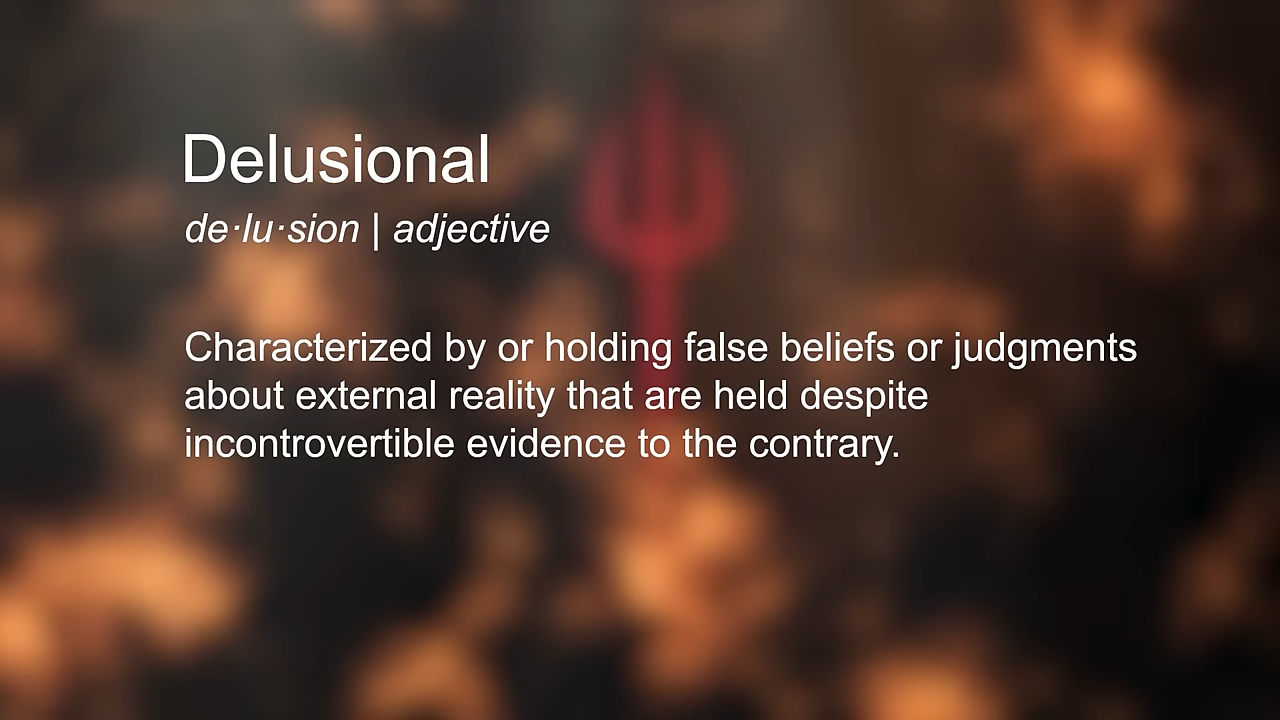 Delusional
de·lu·sion | adjective
Characterized by or holding false beliefs or judgments
about external reality that are held despite
incontrovertible evidence to the contrary.